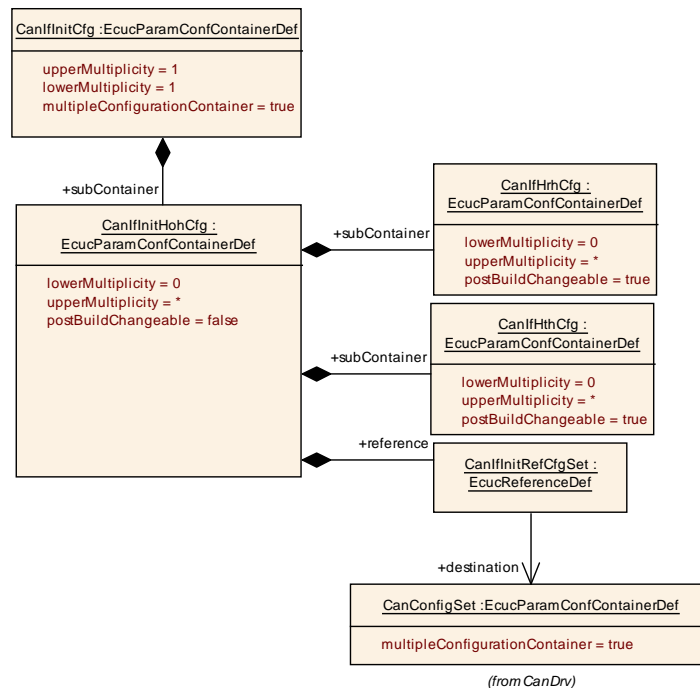 CanIfInitCfg :EcucParamConfContainerDef
upperMultiplicity = 1
lowerMultiplicity = 1
multipleConfigurationContainer = true
+subContainer
CanIfInitHohCfg :
EcucParamConfContainerDef
lowerMultiplicity = 0
upperMultiplicity = *
postBuildChangeable = false
+subContainer
CanIfHrhCfg :
EcucParamConfContainerDef
lowerMultiplicity = 0
upperMultiplicity = *
postBuildChangeable = true
+subContainer
CanIfHthCfg :
EcucParamConfContainerDef
lowerMultiplicity = 0
upperMultiplicity = *
postBuildChangeable = true
+reference
CanIfInitRefCfgSet :
EcucReferenceDef
+destination
CanConfigSet :EcucParamConfContainerDef
multipleConfigurationContainer = true
(from CanDrv)